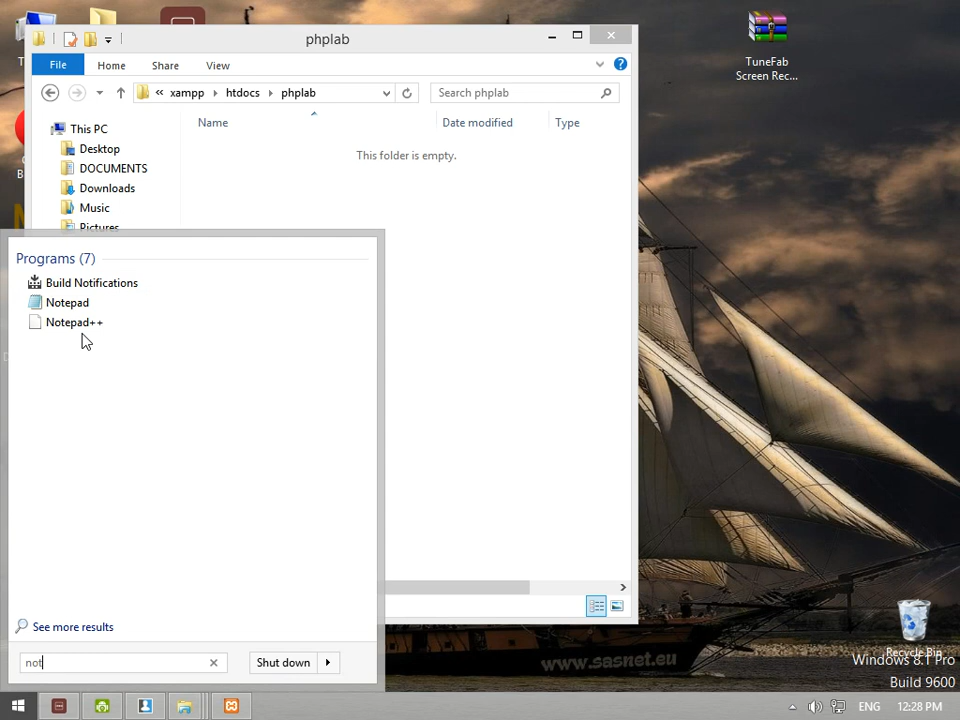 phplab
File Home Share View
« xampp htdocs phplab
Search phplab
Name Date modified Type
This PC
This folder is empty.
Desktop
DOCUMENTS
Downloads
Music
Pictures
Programs (7)
Build Notifications
Notepad
Notepad++
See more results
not
Shut down
TuneFab
Screen Rec...
www.sasnet.eu
Recycle Bin
Windows 8.1 Pro
Build 9600
ENG 12:28 PM